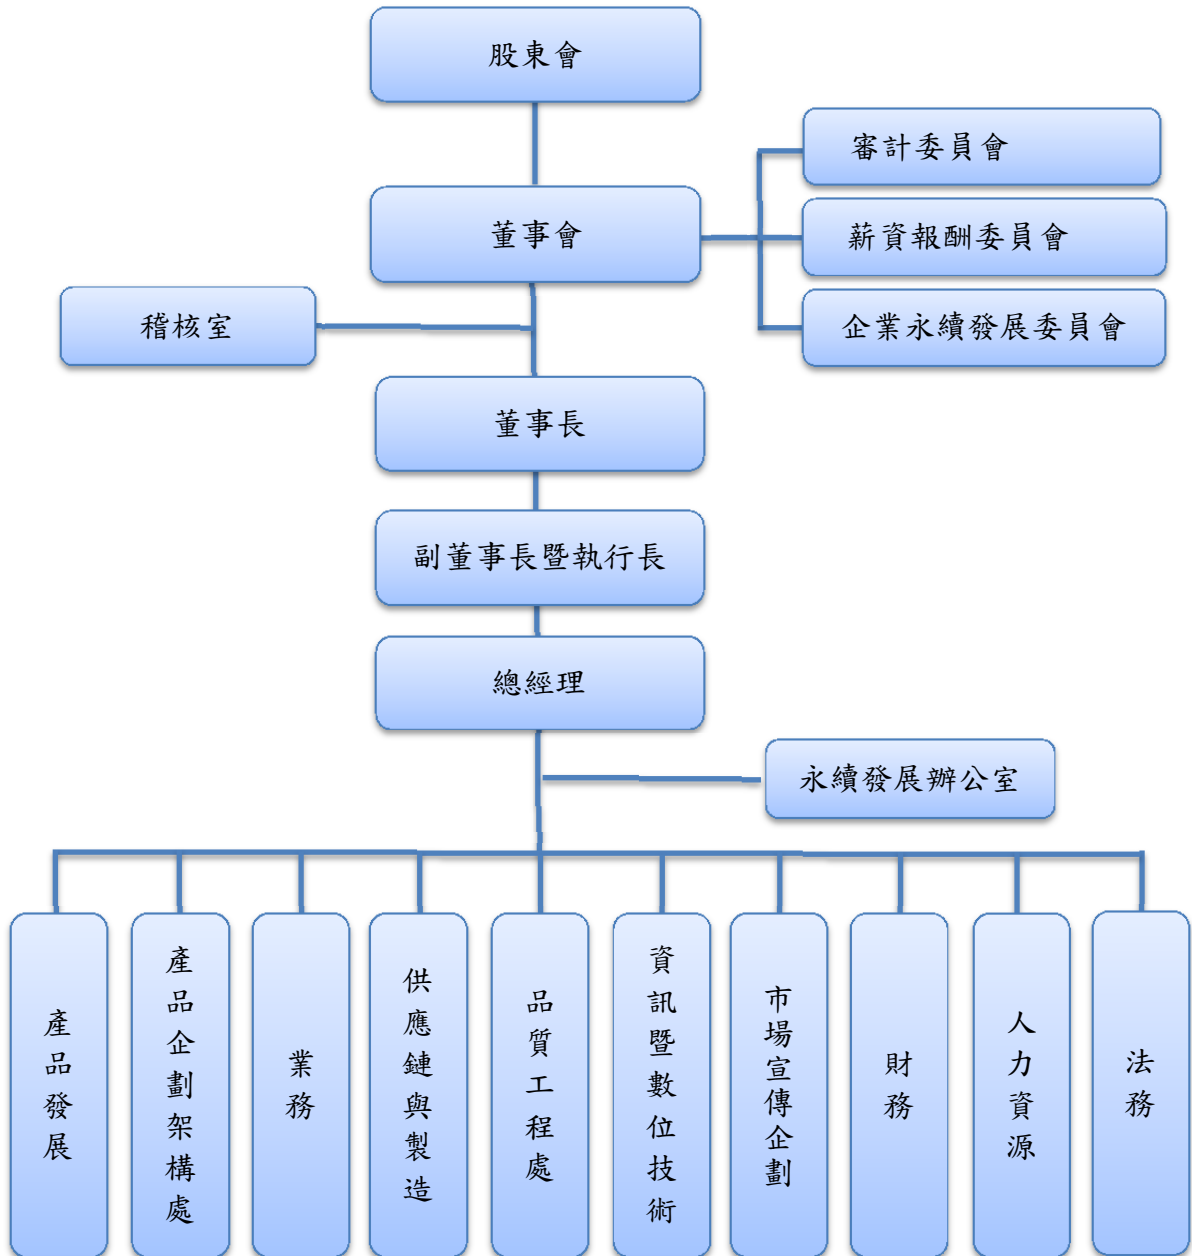 股東會
審計委員會
董事會
薪資報酬委員會
稽核室
企業永續發展委員會
董事長
副董事長暨執行長
總經理
永續發展辦公室
產品發展
產品企劃架構處
業務
供應鏈與製造
品質工程處
資訊暨數位技術
市場宣傳企劃
財務
人力資源
法務